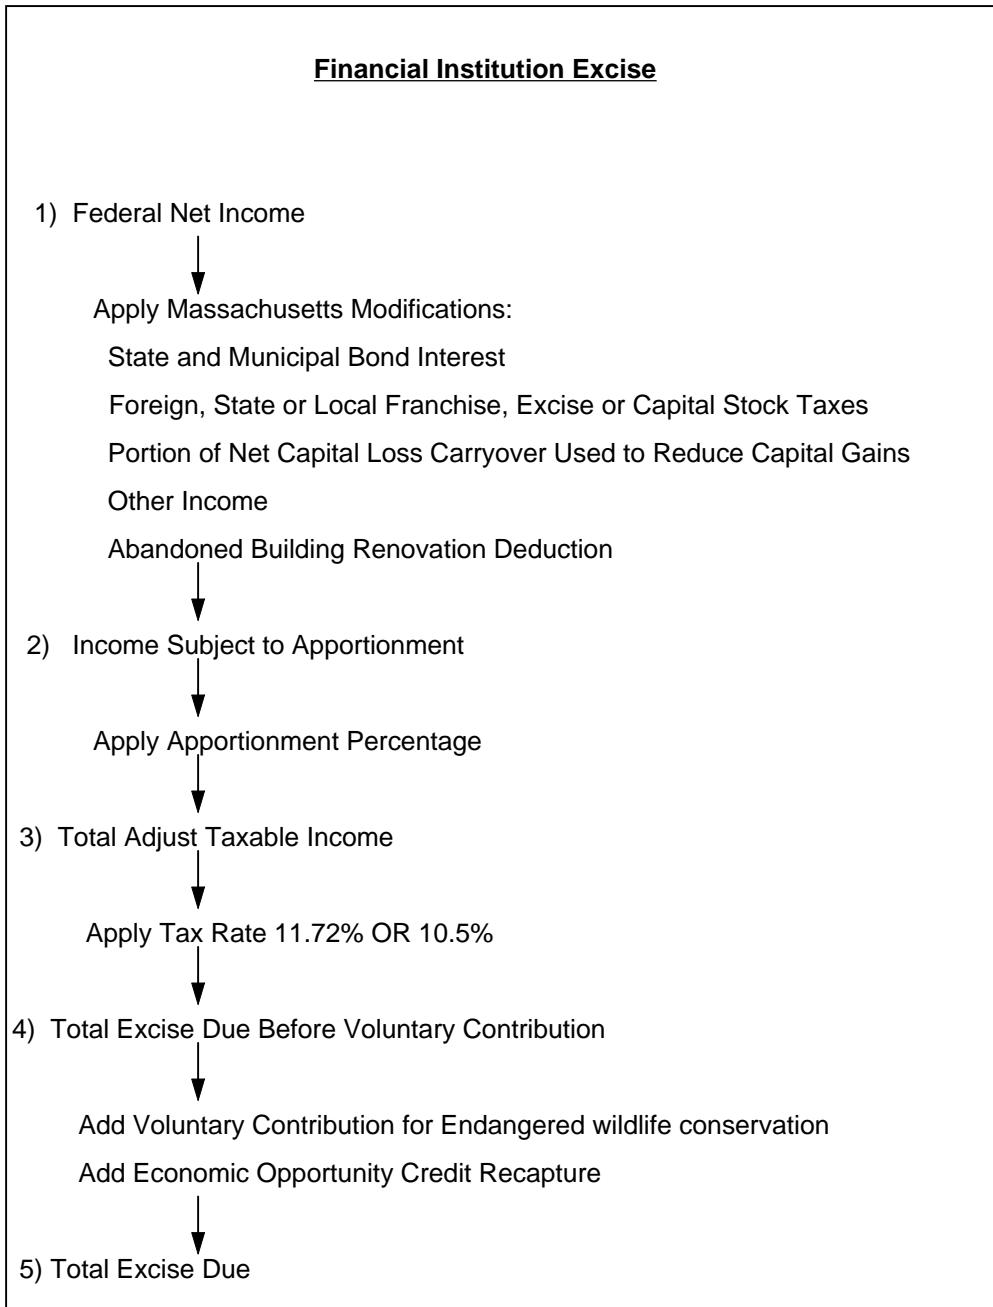 Financial Institution Excise
1) Federal Net Income
Apply Massachusetts Modifications:
State and Municipal Bond Interest
Foreign, State or Local Franchise, Excise or Capital Stock Taxes
Portion of Net Capital Loss Carryover Used to Reduce Capital Gains
Other Income
Abandoned Building Renovation Deduction
2) Income Subject to Apportionment
Apply Apportionment Percentage
3) Total Adjust Taxable Income
Apply Tax Rate 11.72% OR 10.5%
4) Total Excise Due Before Voluntary Contribution
Add Voluntary Contribution for Endangered wildlife conservation
Add Economic Opportunity Credit Recapture
5) Total Excise Due